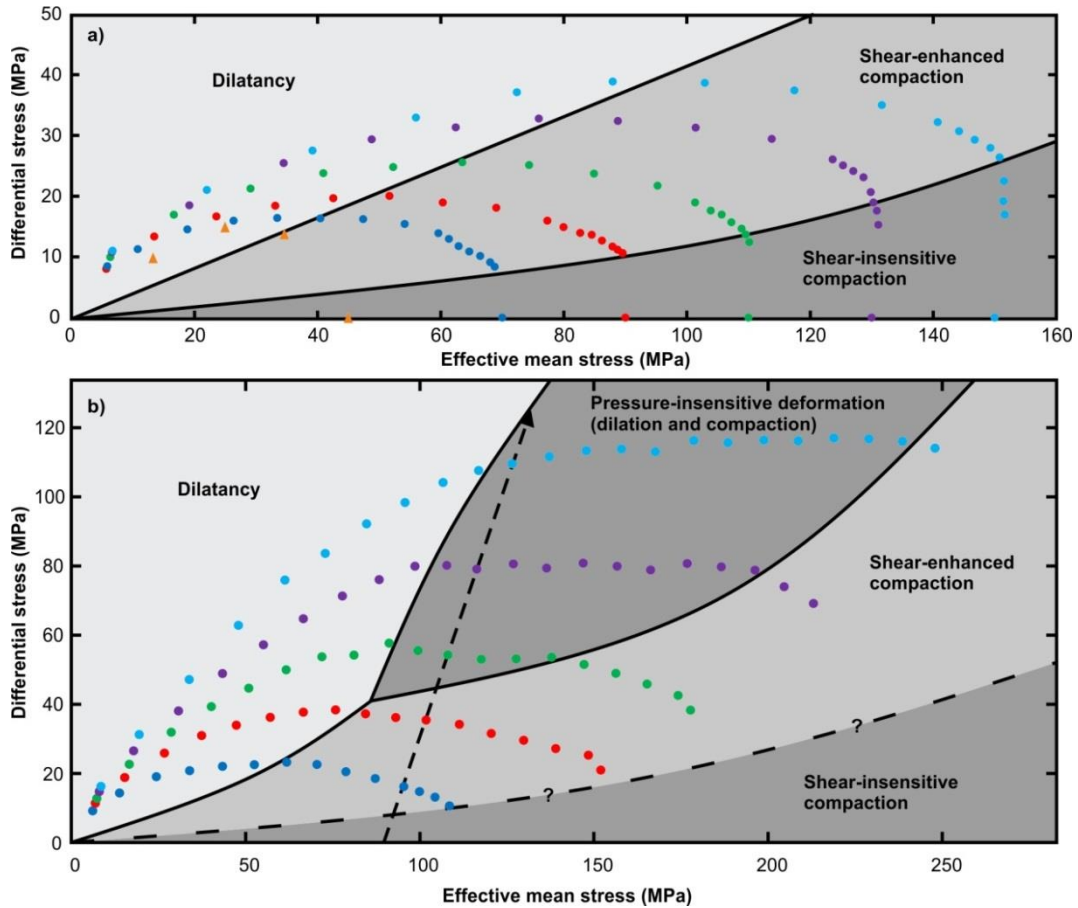 50
a)
Shear-enhanced
compaction
40
Dilatancy
30
20
10
Shear-insensitive
compaction
0
0 20 40 60 80 100 120 140 160
Effective mean stress (MPa)
Differential stress (MPa)
b)
Pressure-insensitive deformation
(dilation and compaction)
120
100
Dilatancy
80
Shear-enhanced
compaction
60
40
?
20
?
Shear-insensitive
compaction
0
0 50 100 150 200 250
Effective mean stress (MPa)
Differential stress (MPa)